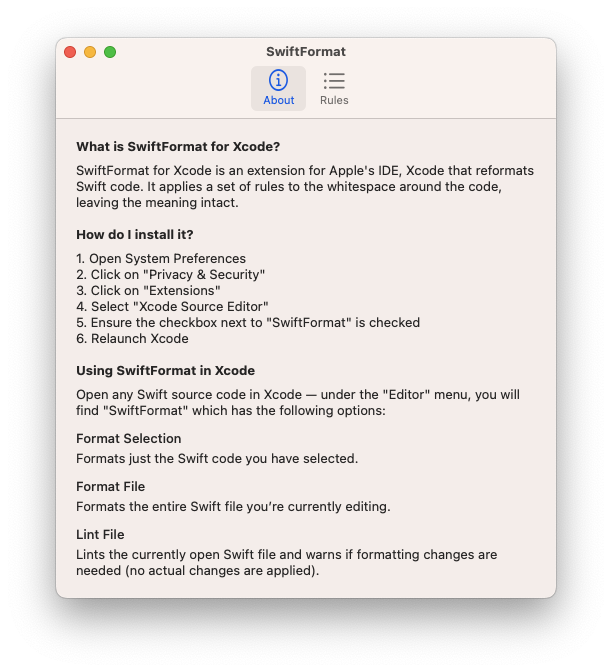 SwiftFormat
About
Rules
What is SwiftFormat for Xcode?
SwiftFormat for Xcode is an extension for Apple's IDE, Xcode that reformats
Swift code. It applies a set of rules to the whitespace around the code,
leaving the meaning intact.
How do I install it?
1. Open System Preferences
2. Click on "Privacy & Security"
3. Click on "Extensions"
4. Select "Xcode Source Editor"
5. Ensure the checkbox next to "SwiftFormat" is checked
6. Relaunch Xcode
Using SwiftFormat in Xcode
Open any Swift source code in Xcode — under the "Editor" menu, you will
find "SwiftFormat" which has the following options:
Format Selection
Formats just the Swift code you have selected.
Format File
Formats the entire Swift file you’re currently editing.
Lint File
Lints the currently open Swift file and warns if formatting changes are
needed (no actual changes are applied).